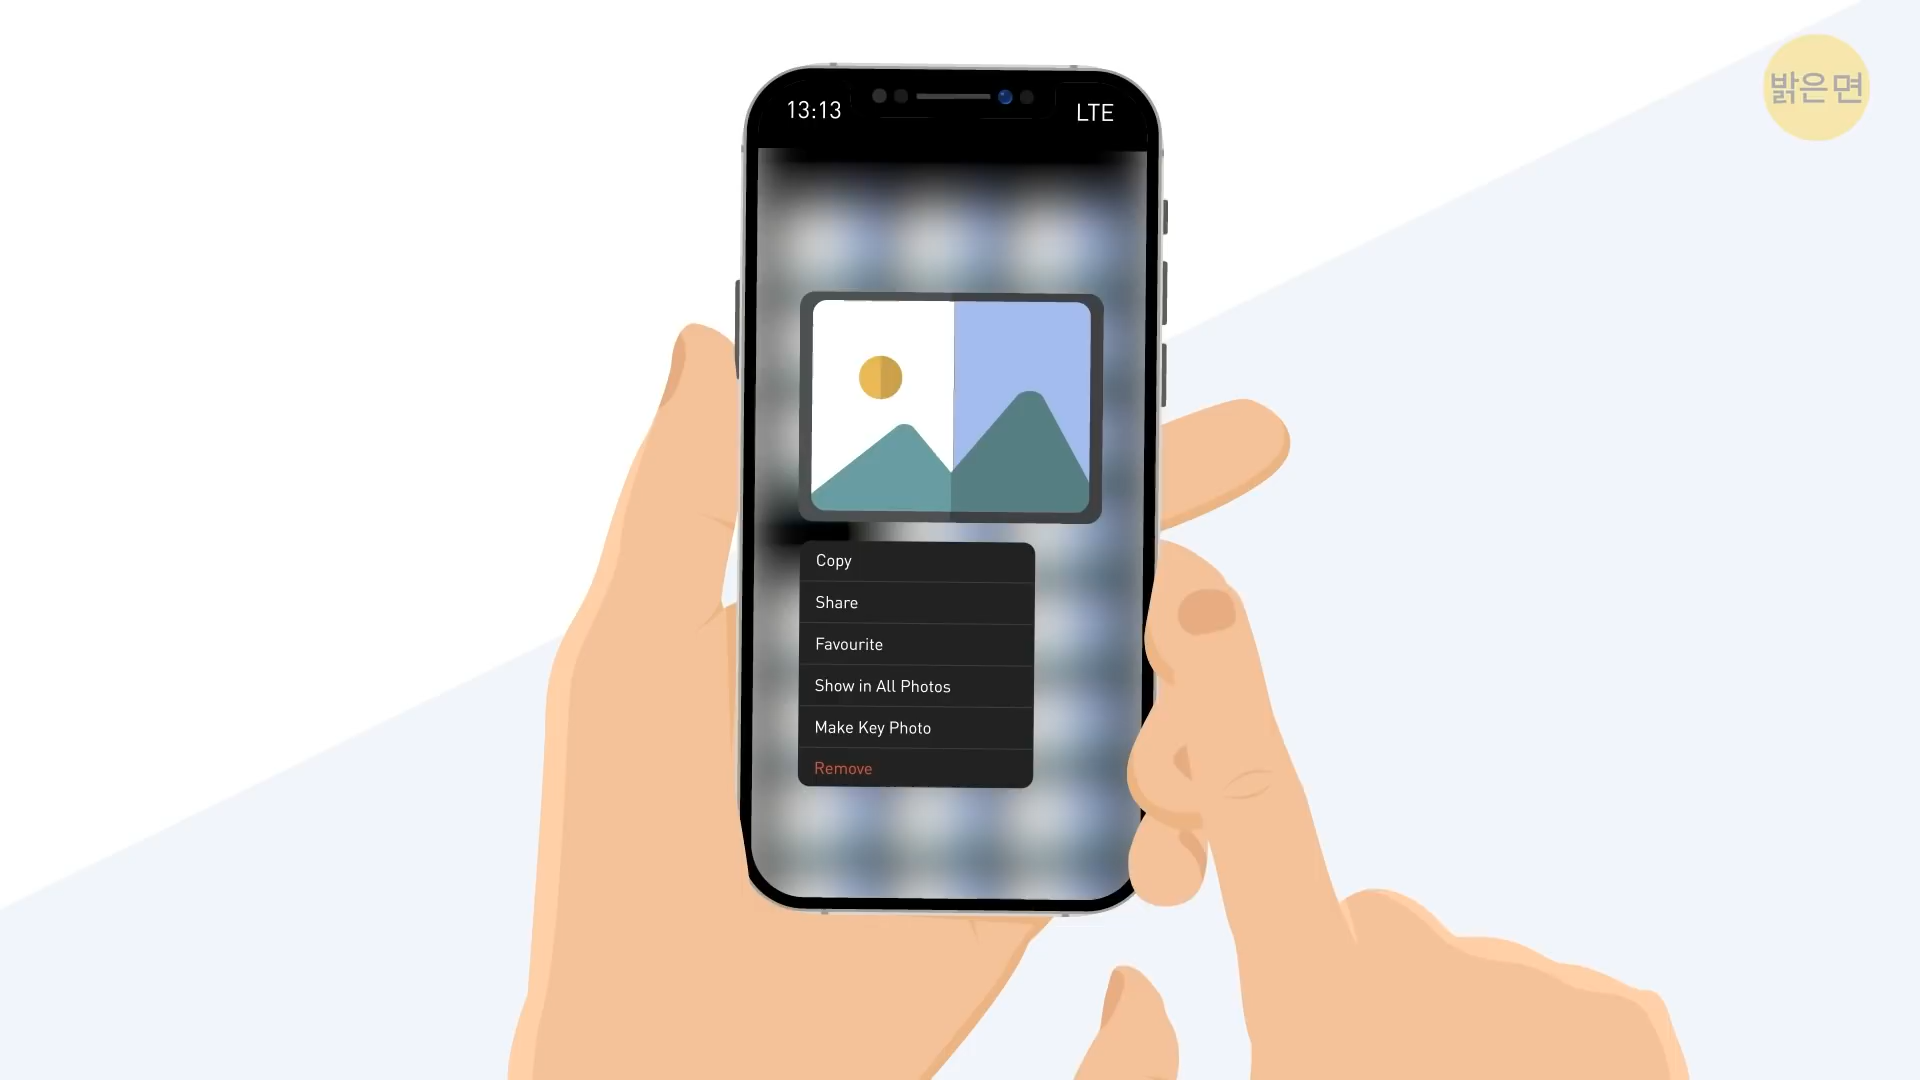 밝은면
13:13
LTE
Copy
Share
Favourite
Show in All Photos
Make Key Photo
Remove